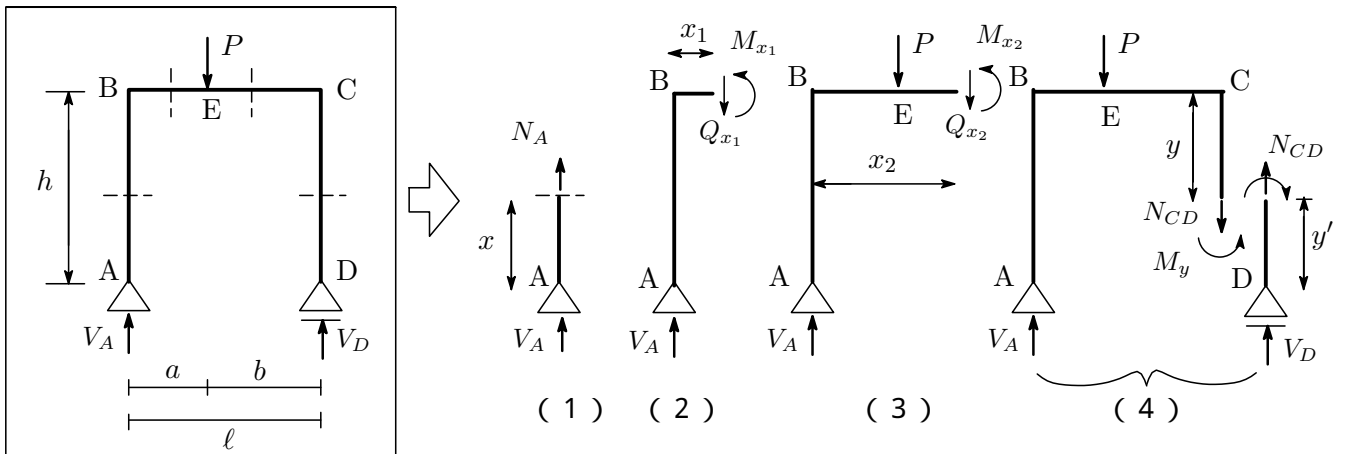 P
B
C
E
h
A
D
V_A
V_D
a
b
ℓ
N_A
x
A
V_A
( 1 )
x_1
M_{x_1}
B
Q_{x_1}
A
V_A
( 2 )
P
M_{x_2}
B
E
Q_{x_2}
x_2
A
V_A
( 3 )
P
B
C
E
y
N_{CD}
N_{CD}
M_y
y'
A
D
V_A
V_D
( 4 )